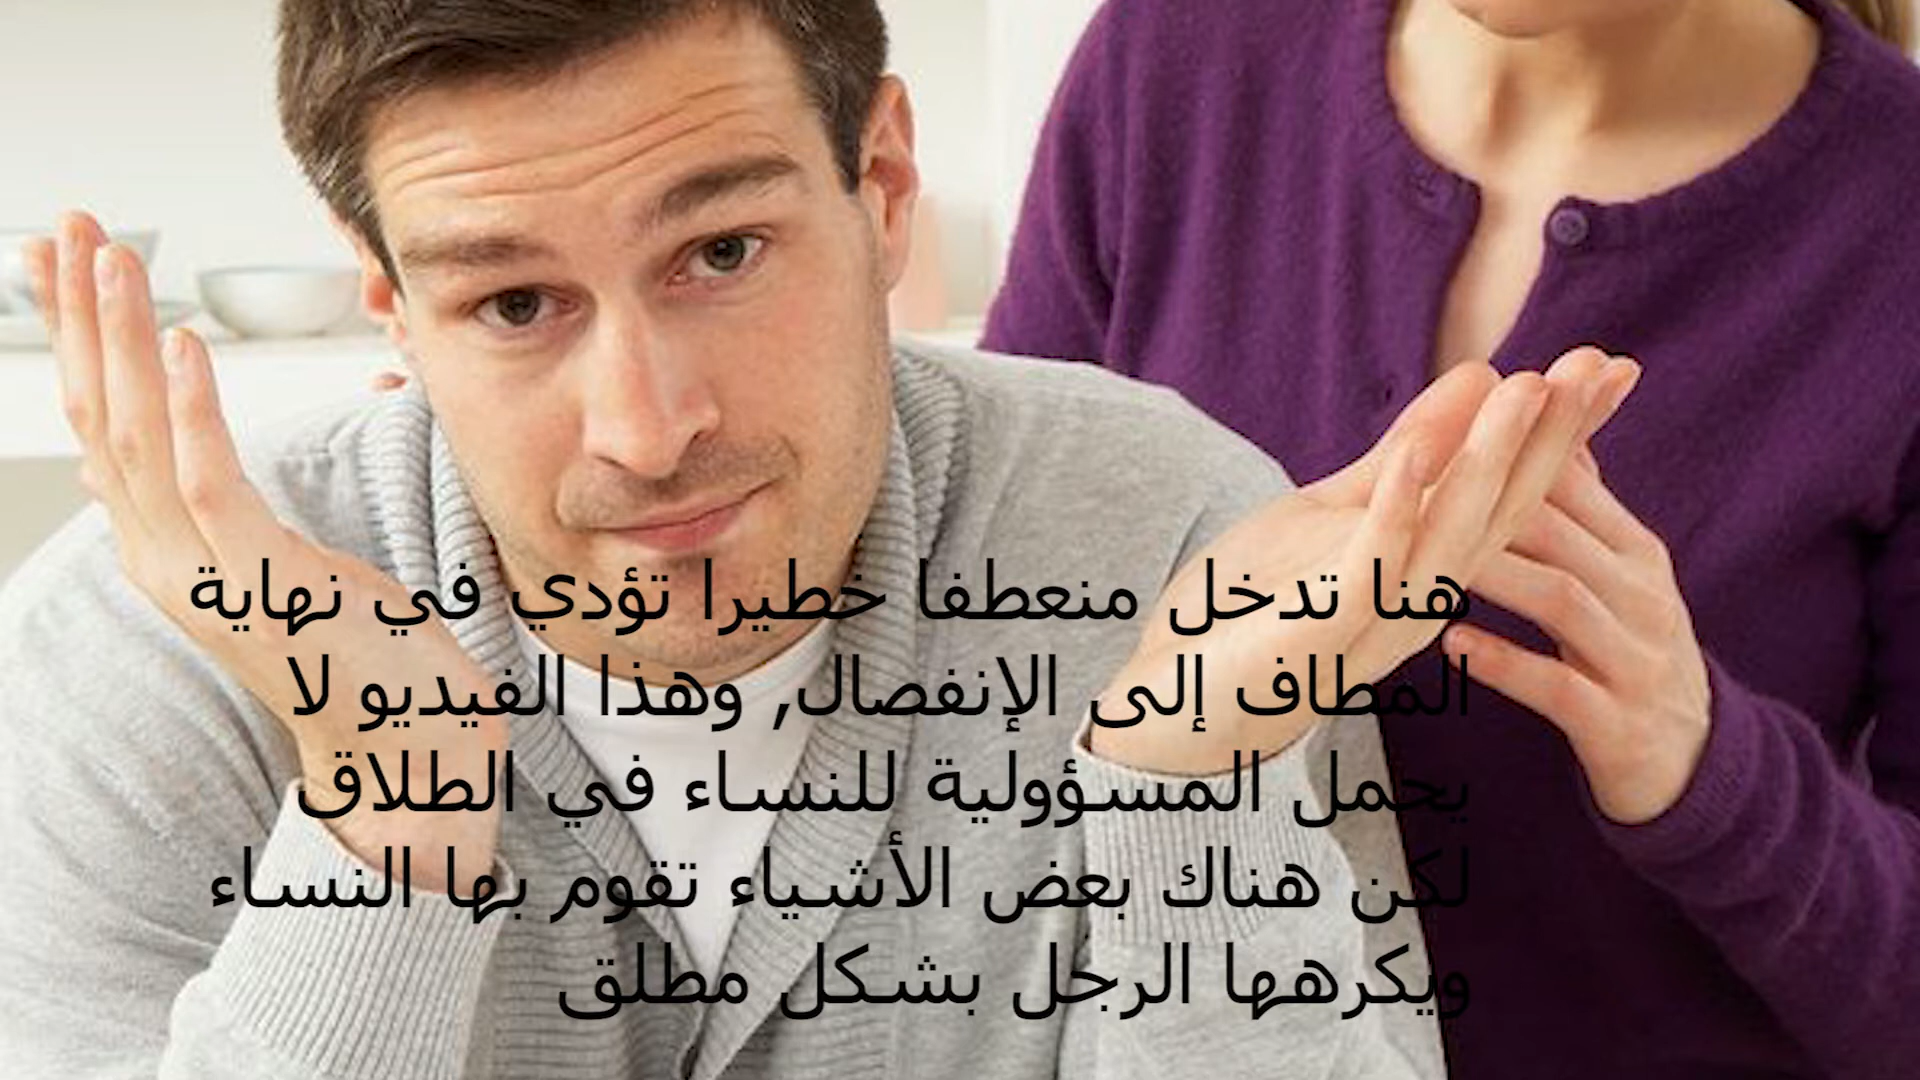 هنا تدخل منعطفا خطيرا تؤدي في نهاية
المطاف إلى الإنفصال, وهذا الفيديو لا
يحمل المسؤولية للنساء في الطلاق
لكن هناك بعض الأشياء تقوم بها النساء
ويكرهها الرجل بشكل مطلق